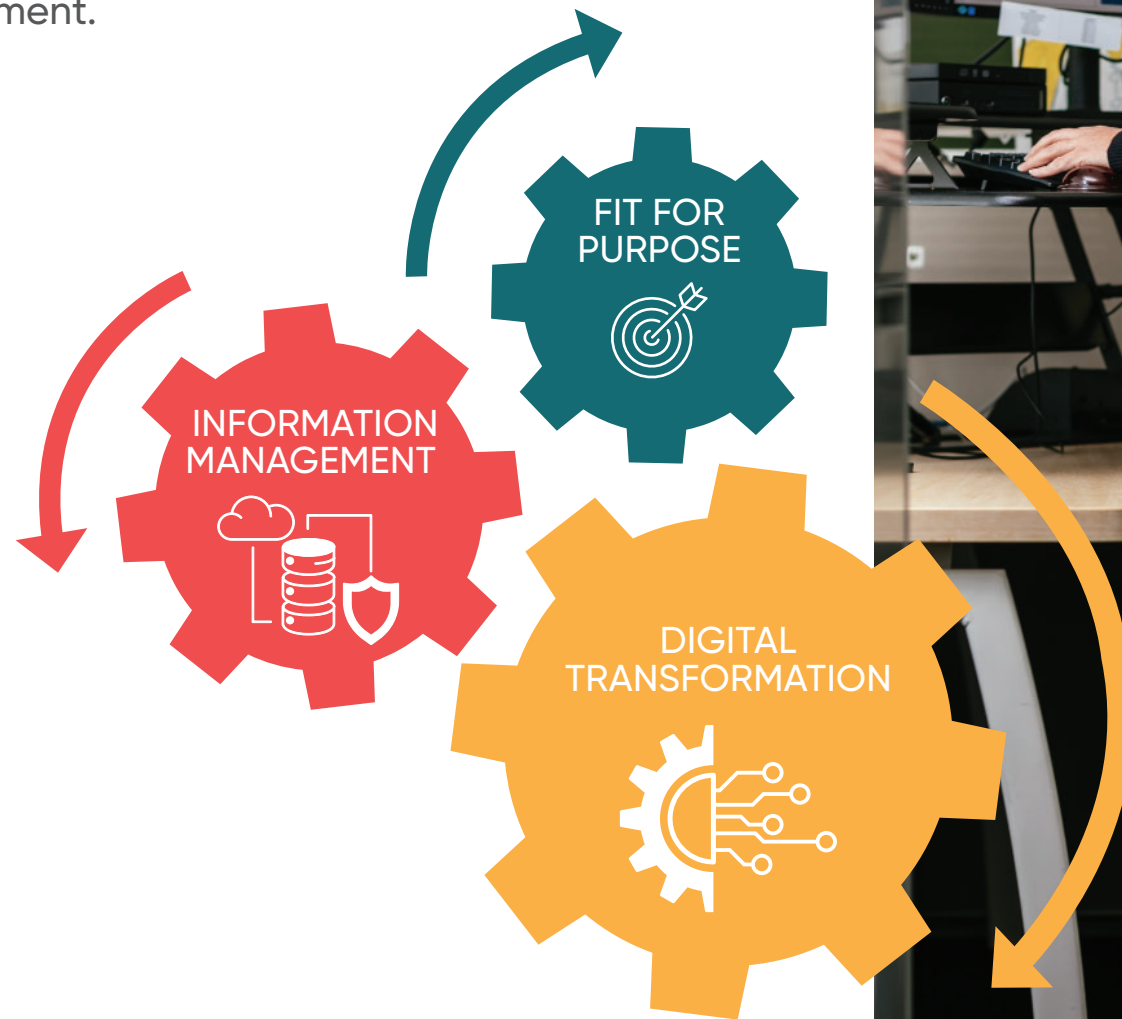 ment.
FIT FOR
PURPOSE
INFORMATION
MANAGEMENT
DIGITAL
TRANSFORMATION